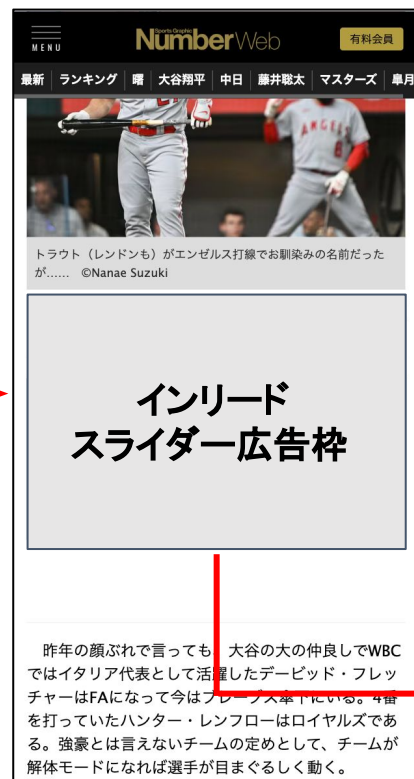 MENU
Sports Graphic
NumberWeb
有料会員
最新 ランキング 曙 大谷翔平 中日 藤井聡太 マスターズ 皐月
ANGELS
トラウト（レンドンも）がエンゼルス打線でお馴染みの名前だった
が…… ©Nanae Suzuki
インリード
スライダー広告枠
昨年の顔ぶれで言っても、大谷の大の仲良しでWBC
ではイタリア代表として活躍したデービッド・フレッ
チャーはFAになって今はブレーブス傘下にいる。4番
を打っていたハンター・レンフローはロイヤルズであ
る。強豪とは言えないチームの定めとして、チームが
解体モードになれば選手が目まぐるしく動く。